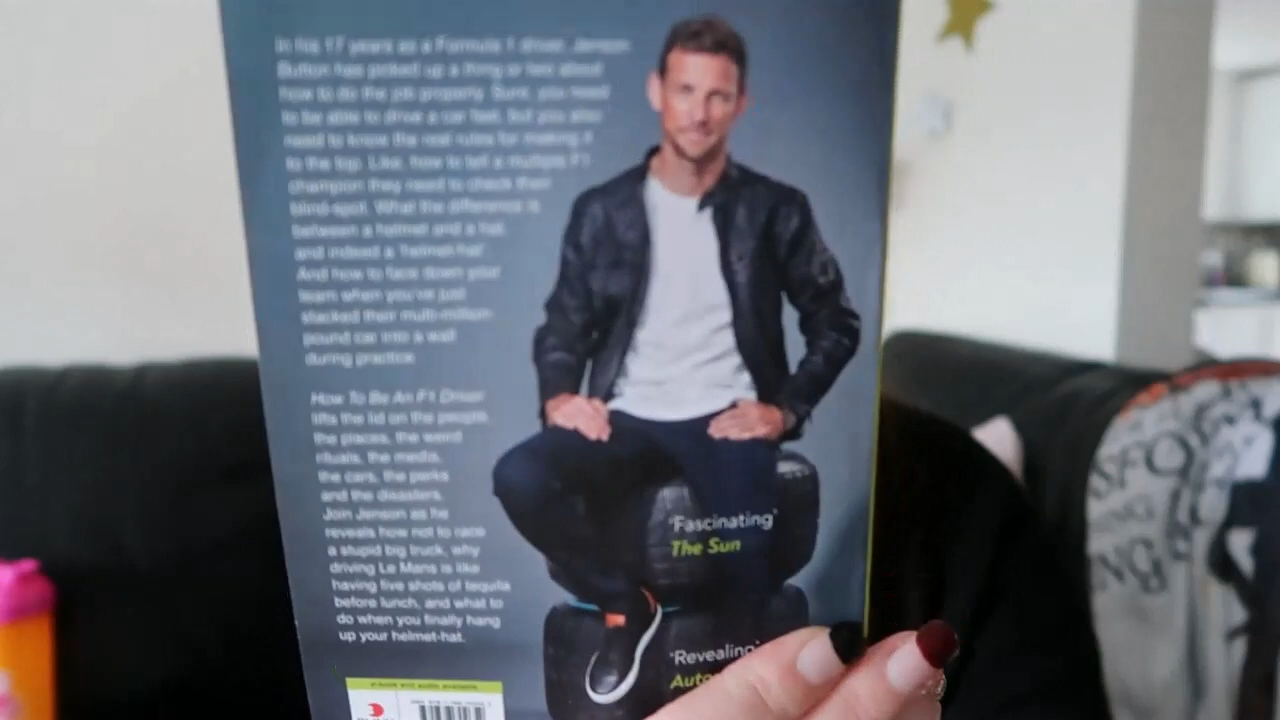 In his 17 years as a Formula 1 driver, Jenson
Button has picked up a thing or two about
how to do the job properly. Sure, you need
to be able to drive a car fast, but you also
need to know the real rules for making it
to the top. Like, how to tell a multiple F1
champion they need to check their
blind-spot. What the difference is
between a helmet and a hat,
and indeed a 'helmet-hat'.
And how to face down your
team when you've just
stacked their multi-million-
pound car into a wall
during practice.
How To Be An F1 Driver
lifts the lid on the people,
the places, the weird
rituals, the media,
the cars, the perks
and the disasters.
Join Jenson as he
reveals how not to race
a stupid big truck, why
driving Le Mans is like
having five shots of tequila
before lunch, and what to
do when you finally hang
up your helmet-hat.
'Fascinating'
The Sun
'Revealing'
Auto
e-book and audio available